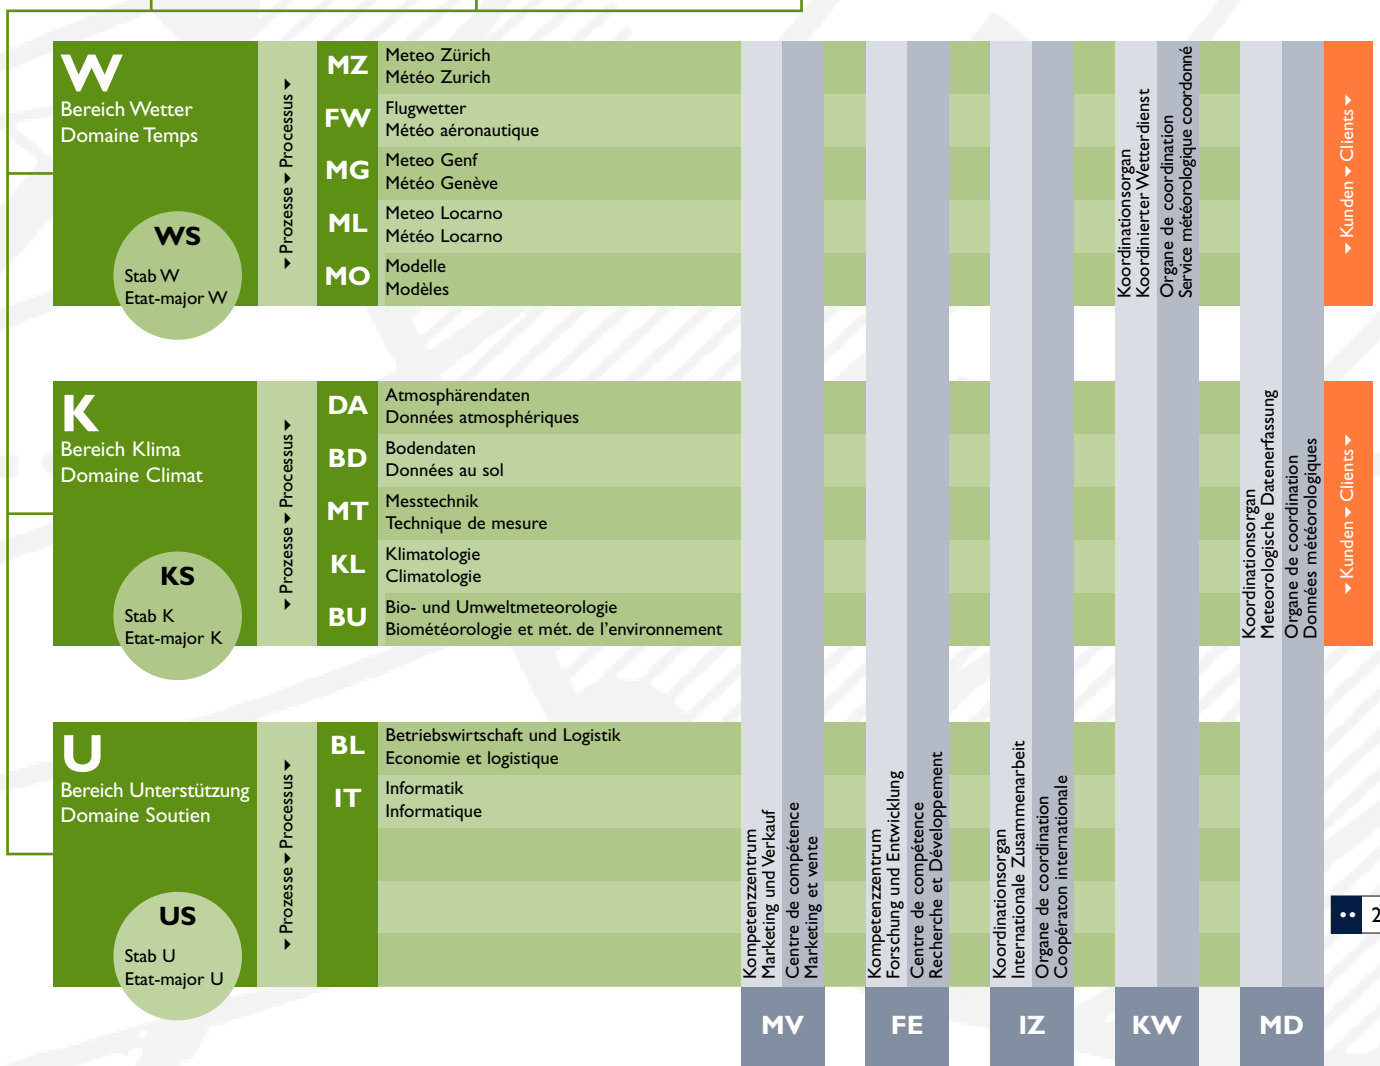 W
Bereich Wetter
Domaine Temps
WS
Stab W
Etat-major W
Prozesse Processus
MZ
Meteo Zürich
Météo Zurich
FW
Flugwetter
Météo aéronautique
MG
Meteo Genf
Météo Genève
ML
Meteo Locarno
Météo Locarno
MO
Modelle
Modèles
Koordinationsorgan
Koordinierter Wetterdienst
Organe de coordination
Service météorologique coordonné
Kunden Clients
K
Bereich Klima
Domaine Climat
KS
Stab K
Etat-major K
Prozesse Processus
DA
Atmosphärendaten
Données atmosphériques
BD
Bodendaten
Données au sol
MT
Messtechnik
Technique de mesure
KL
Klimatologie
Climatologie
BU
Bio- und Umweltmeteorologie
Biométéorologie et mét. de l'environnement
Koordinationsorgan
Meteorologische Datenerfassung
Organe de coordination
Données météorologiques
Kunden Clients
U
Bereich Unterstützung
Domaine Soutien
US
Stab U
Etat-major U
Prozesse Processus
BL
Betriebswirtschaft und Logistik
Economie et logistique
IT
Informatik
Informatique
Kompetenzzentrum
Marketing und Verkauf
Centre de compétence
Marketing et vente
Kompetenzzentrum
Forschung und Entwicklung
Centre de compétence
Recherche et Développement
Koordinationsorgan
Internationale Zusammenarbeit
Organe de coordination
Coopératon internationale
2
MV
FE
IZ
KW
MD